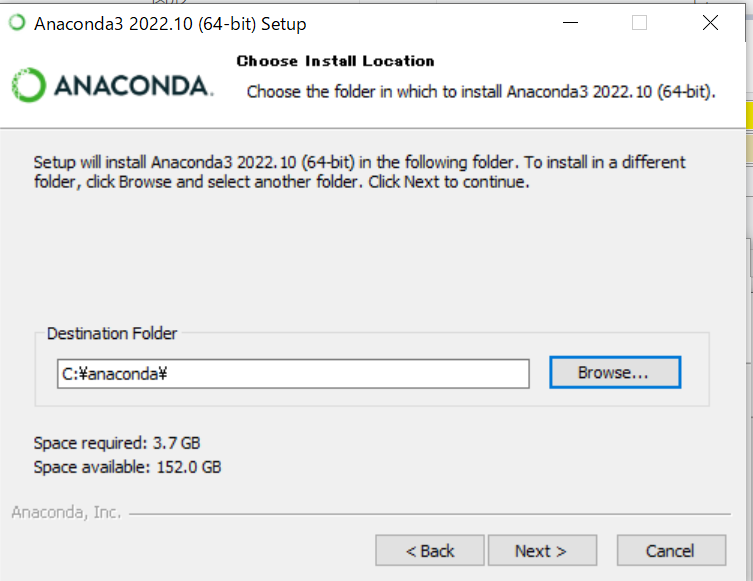 Anaconda3 2022.10 (64-bit) Setup
ANACONDA.
Choose Install Location
Choose the folder in which to install Anaconda3 2022.10 (64-bit).
Setup will install Anaconda3 2022.10 (64-bit) in the following folder. To install in a different
folder, click Browse and select another folder. Click Next to continue.
Destination Folder
C:¥anaconda¥
Browse...
Space required: 3.7 GB
Space available: 152.0 GB
Anaconda, Inc.
< Back
Next >
Cancel